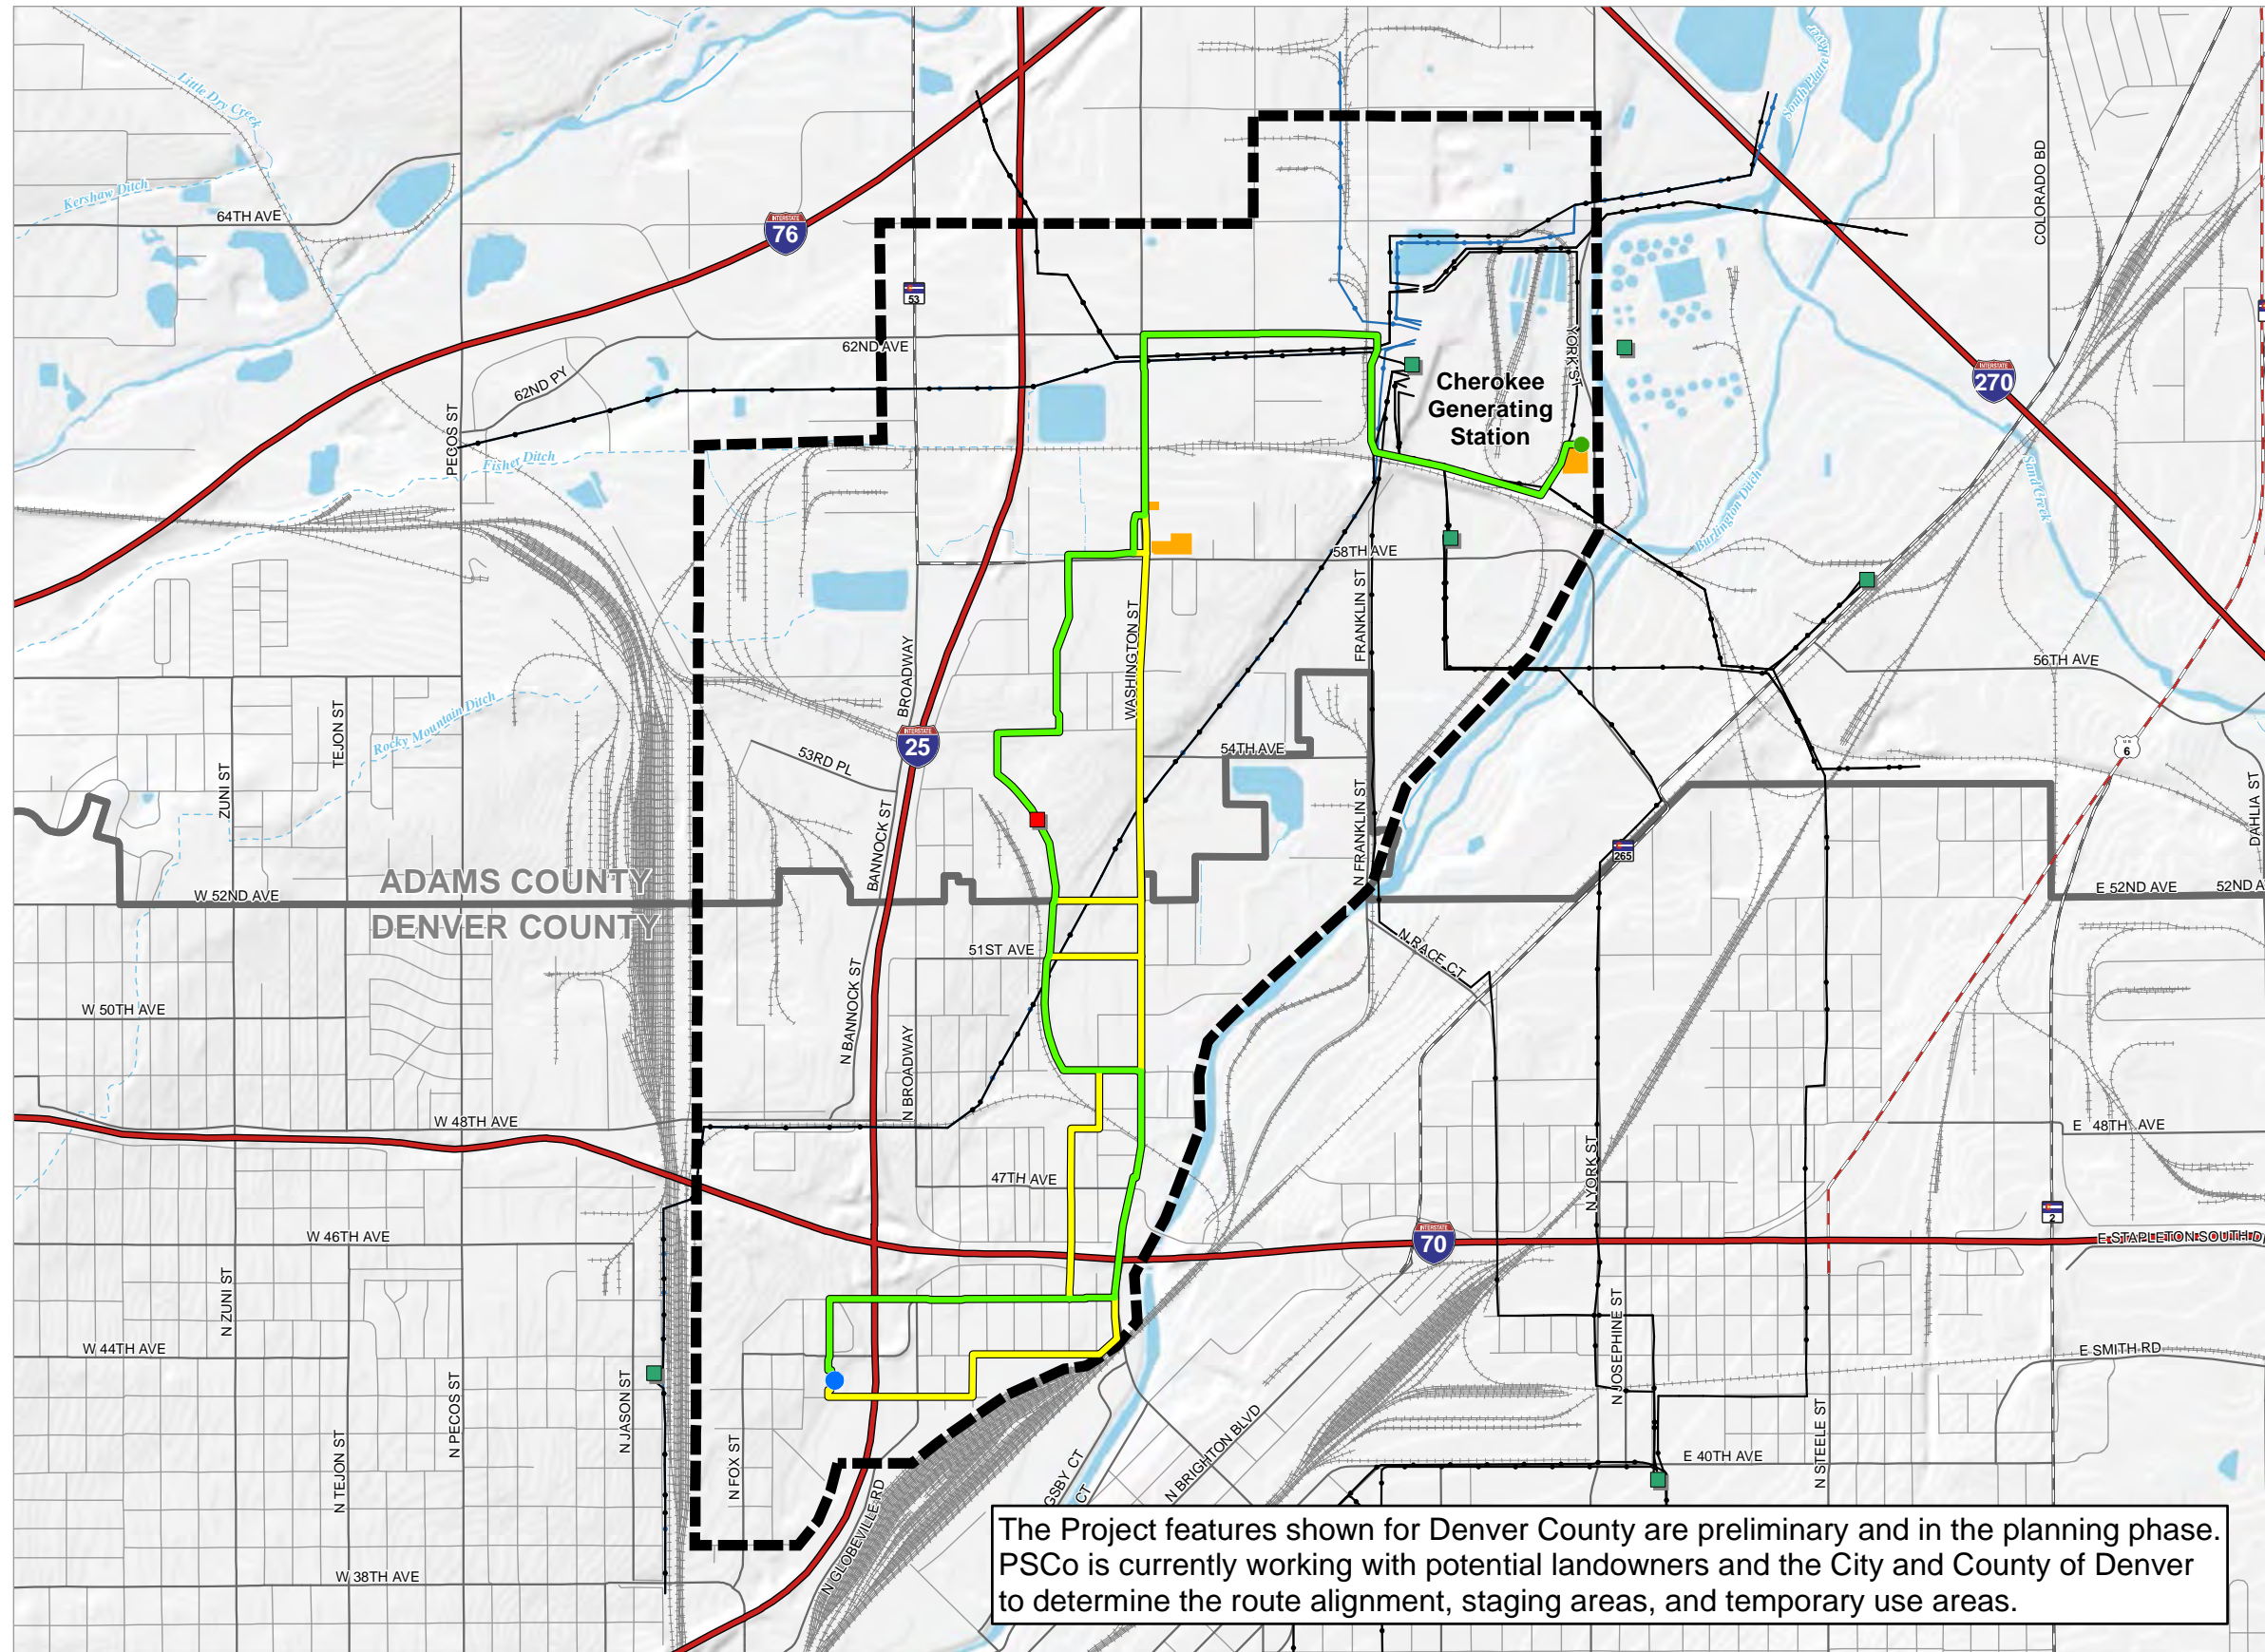 Little Dry Creek
South Platte River
Kershaw Ditch
64TH AVE
INTERSTATE
76
COLORADO BD
53
62ND AVE
62ND PY
YORK ST
INTERSTATE
270
Cherokee
Generating
Station
PECOS ST
Fisher Ditch
Burlington Ditch
Sand Creek
58TH AVE
FRANKLIN ST
WASHINGTON ST
BROADWAY
56TH AVE
TEJON ST
Rocky Mountain Ditch
ZUNI ST
INTERSTATE
25
53RD PL
54TH AVE
U S
6
DAHLIA ST
BANNOCK ST
N FRANKLIN ST
265
ADAMS COUNTY
W 52ND AVE
E 52ND AVE
52ND A
DENVER COUNTY
51ST AVE
N RACE CT
W 50TH AVE
N BANNOCK ST
N BROADWAY
W 48TH AVE
E 48TH AVE
47TH AVE
N YORK ST
2
W 46TH AVE
INTERSTATE
70
E STAPLETON SOUTH D
N ZUNI ST
N JOSEPHINE ST
W 44TH AVE
E SMITH RD
N PECOS ST
N JASON ST
N TEJON ST
N FOX ST
N BRIGHTON BLVD
N STEELE ST
E 40TH AVE
GSBY CT
CT
N GLOBEVILLE RD
W 38TH AVE
The Project features shown for Denver County are preliminary and in the planning phase.
PSCo is currently working with potential landowners and the City and County of Denver
to determine the route alignment, staging areas, and temporary use areas.